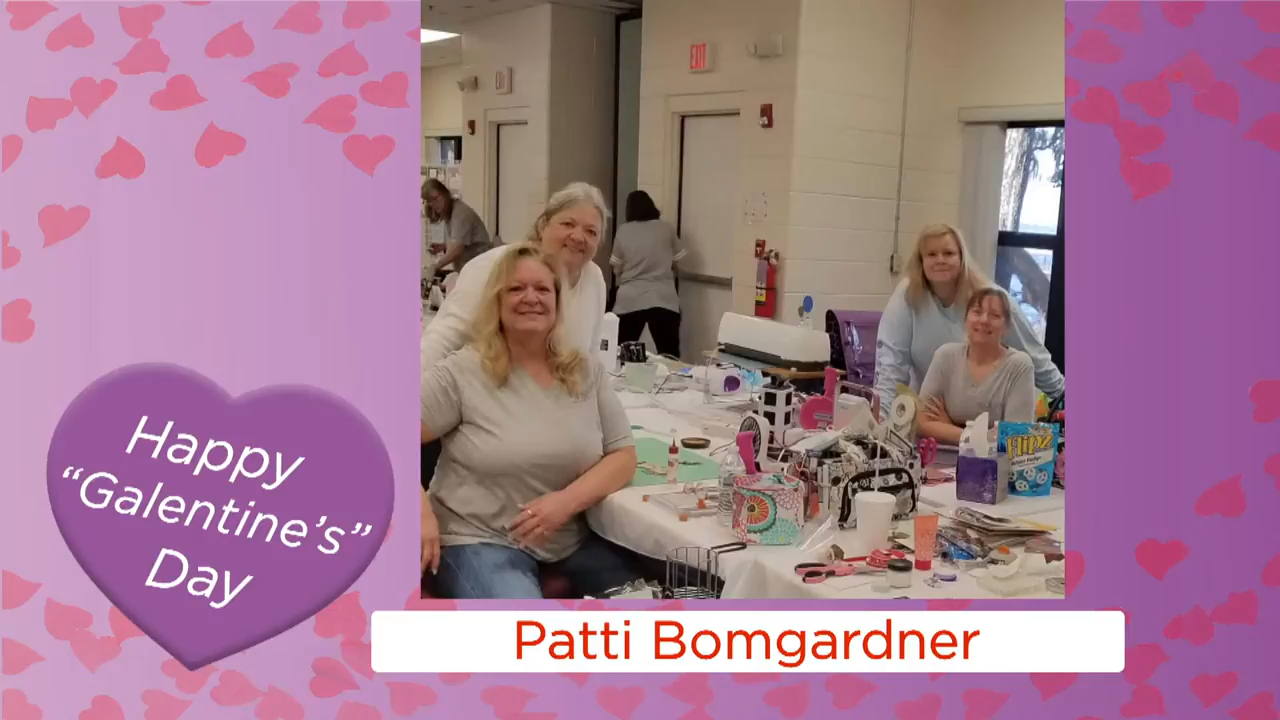 EXIT
Happy
“Galentine’s”
Day
Flipz
Patti Bomgardner